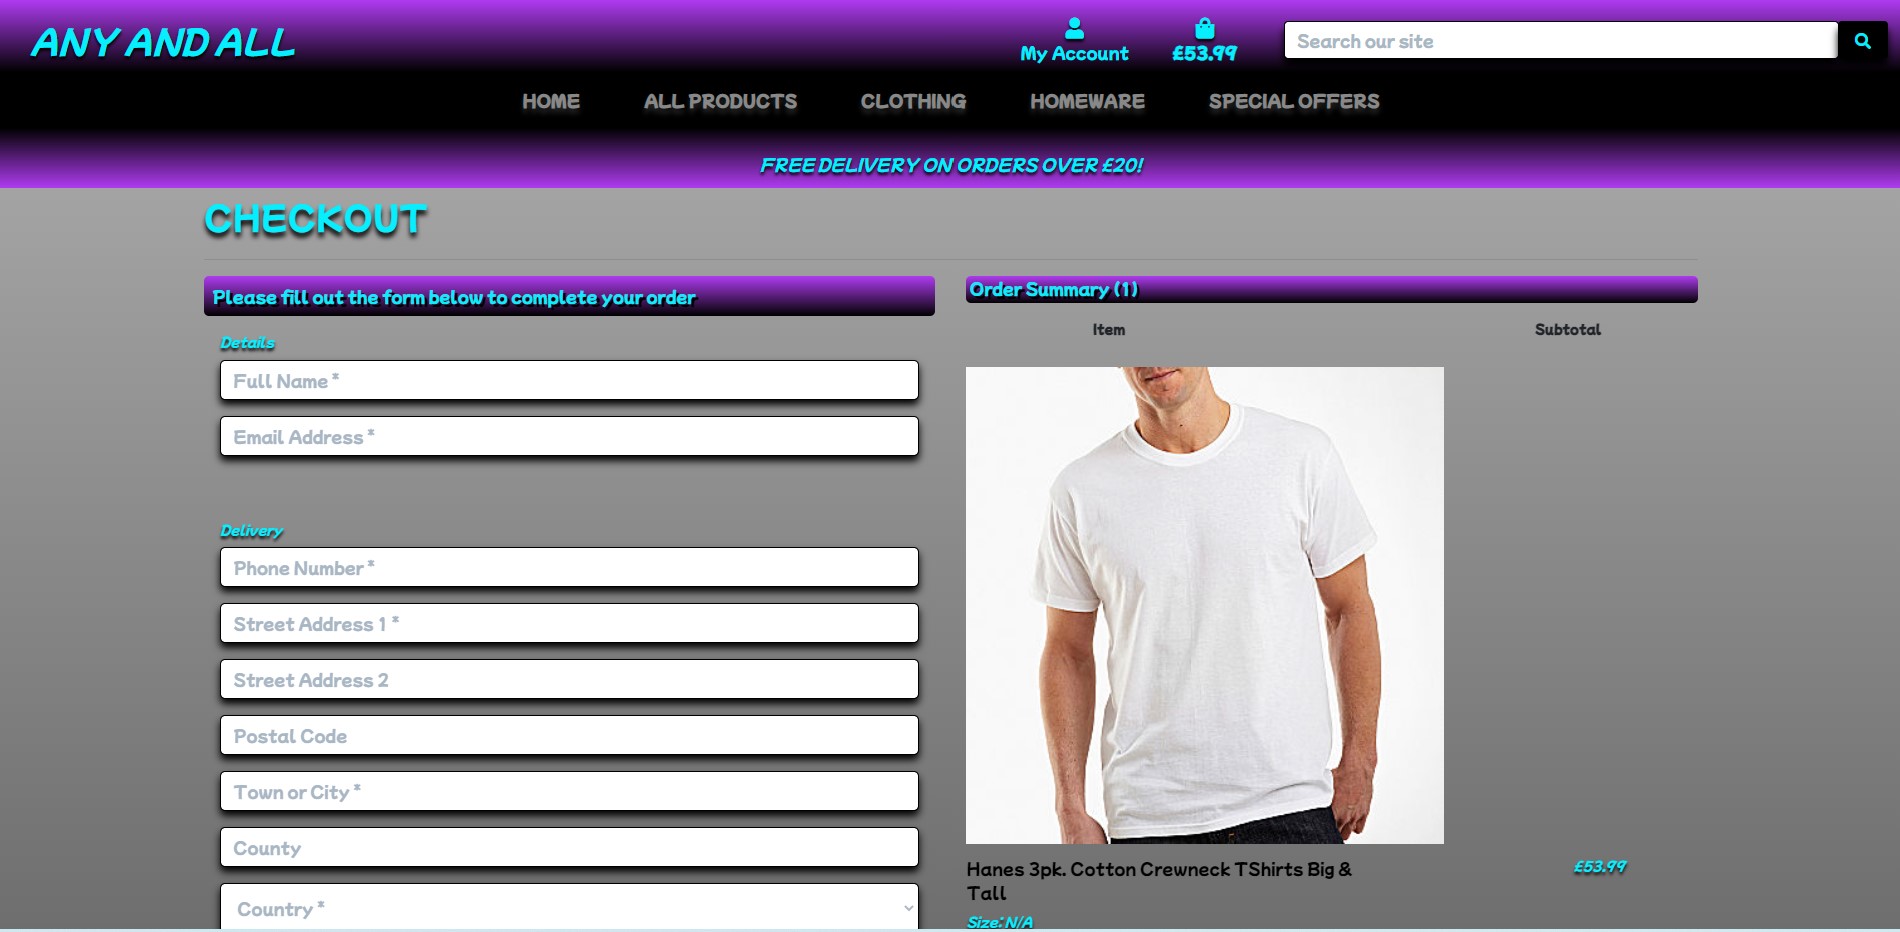 ANY AND ALL
My Account
£53.99
Search our site
HOME
ALL PRODUCTS
CLOTHING
HOMEWARE
SPECIAL OFFERS
FREE DELIVERY ON ORDERS OVER £20!
CHECKOUT
Please fill out the form below to complete your order
Details
Full Name *
Email Address *
Delivery
Phone Number *
Street Address 1 *
Street Address 2
Postal Code
Town or City *
County
Country *
Order Summary (1)
Item
Subtotal
Hanes 3pk. Cotton Crewneck TShirts Big &
Tall
£53.99
Size: N/A